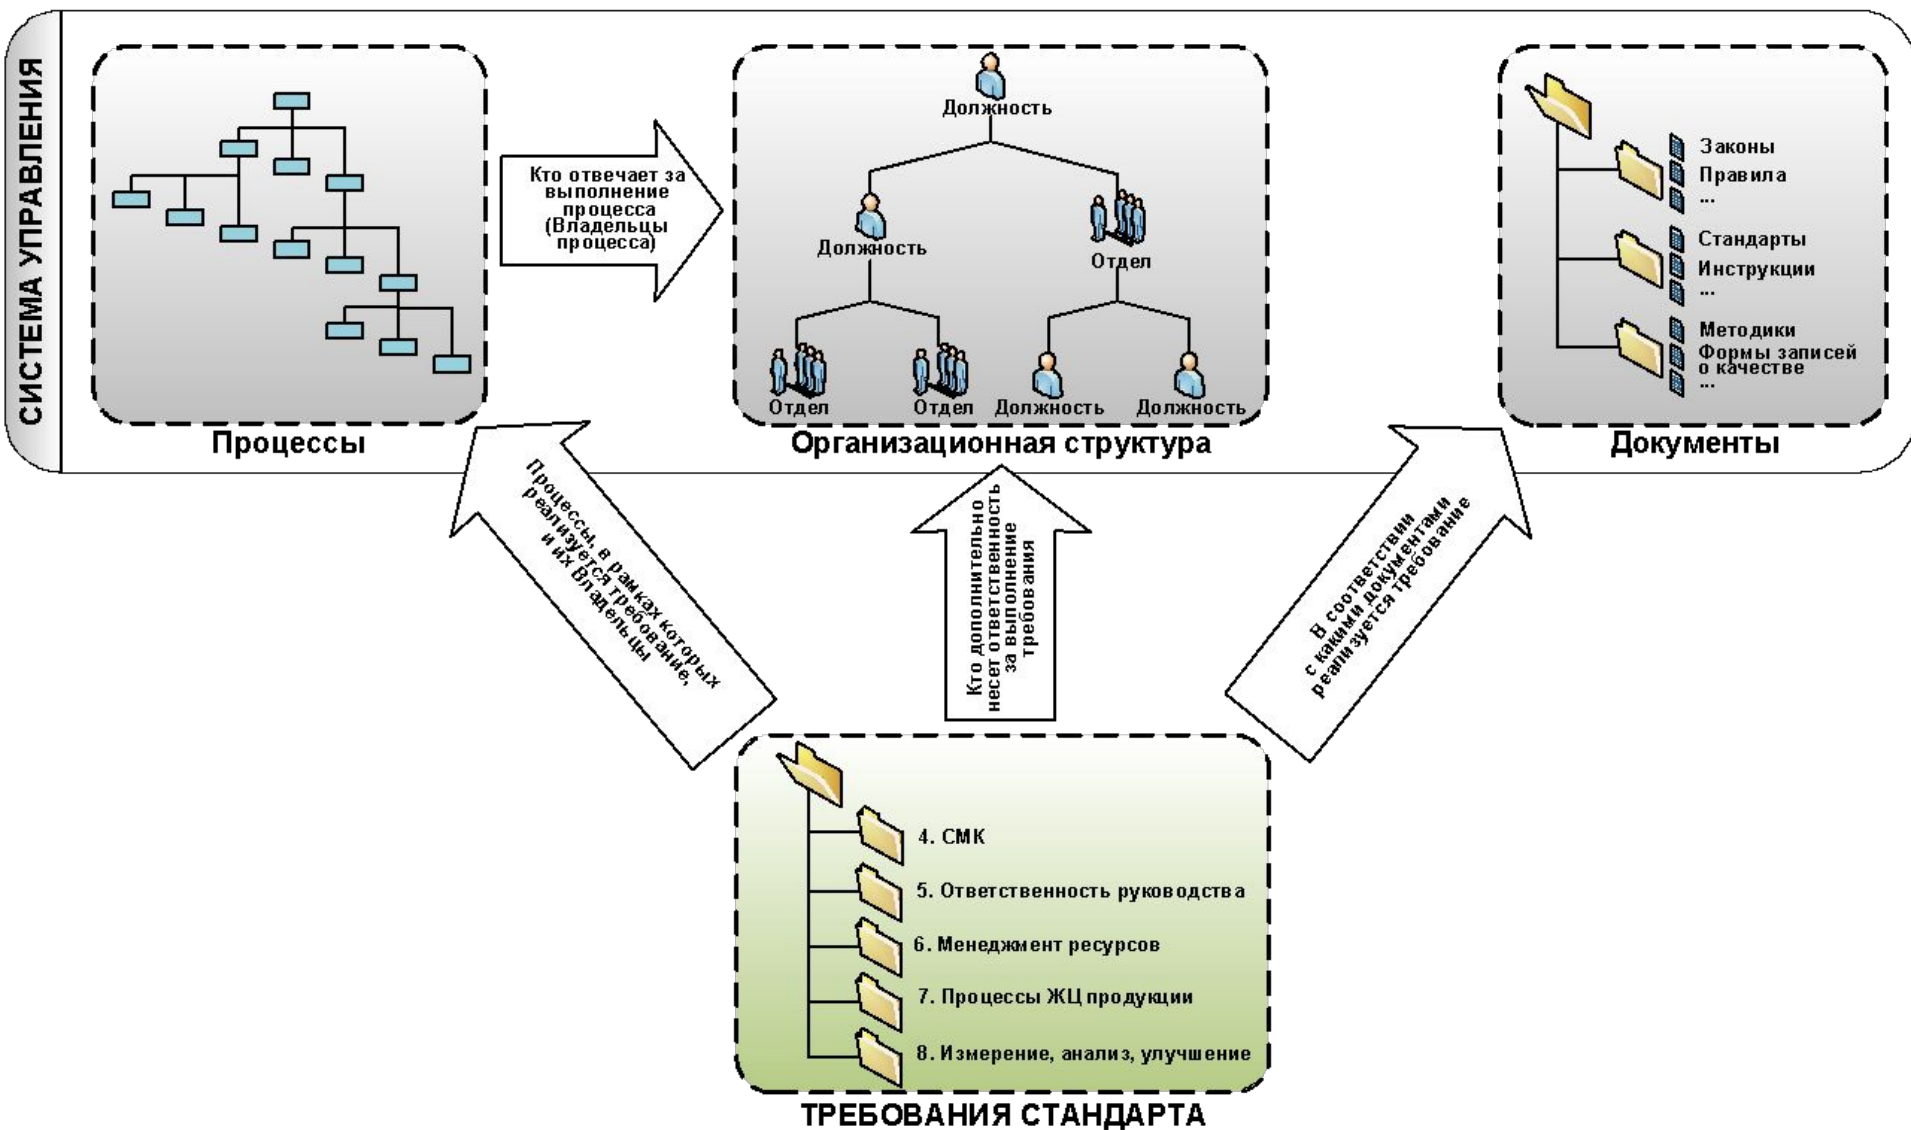 СИСТЕМА УПРАВЛЕНИЯ
Процессы
Кто отвечает за
выполнение
процесса
(Владельцы
процесса)
Должность
Должность
Отдел
Отдел
Отдел
Должность
Должность
Организационная структура
Законы
Правила
...
Стандарты
Инструкции
...
Методики
Формы записей
о качестве
...
Документы
Процессы, в рамках которых
реализуется требование,
и их Владельцы
Кто дополнительно
несет ответственность
за выполнение
требования
В соответствии
с какими документами
реализуется требование
4. СМК
5. Ответственность руководства
6. Менеджмент ресурсов
7. Процессы ЖЦ продукции
8. Измерение, анализ, улучшение
ТРЕБОВАНИЯ СТАНДАРТА